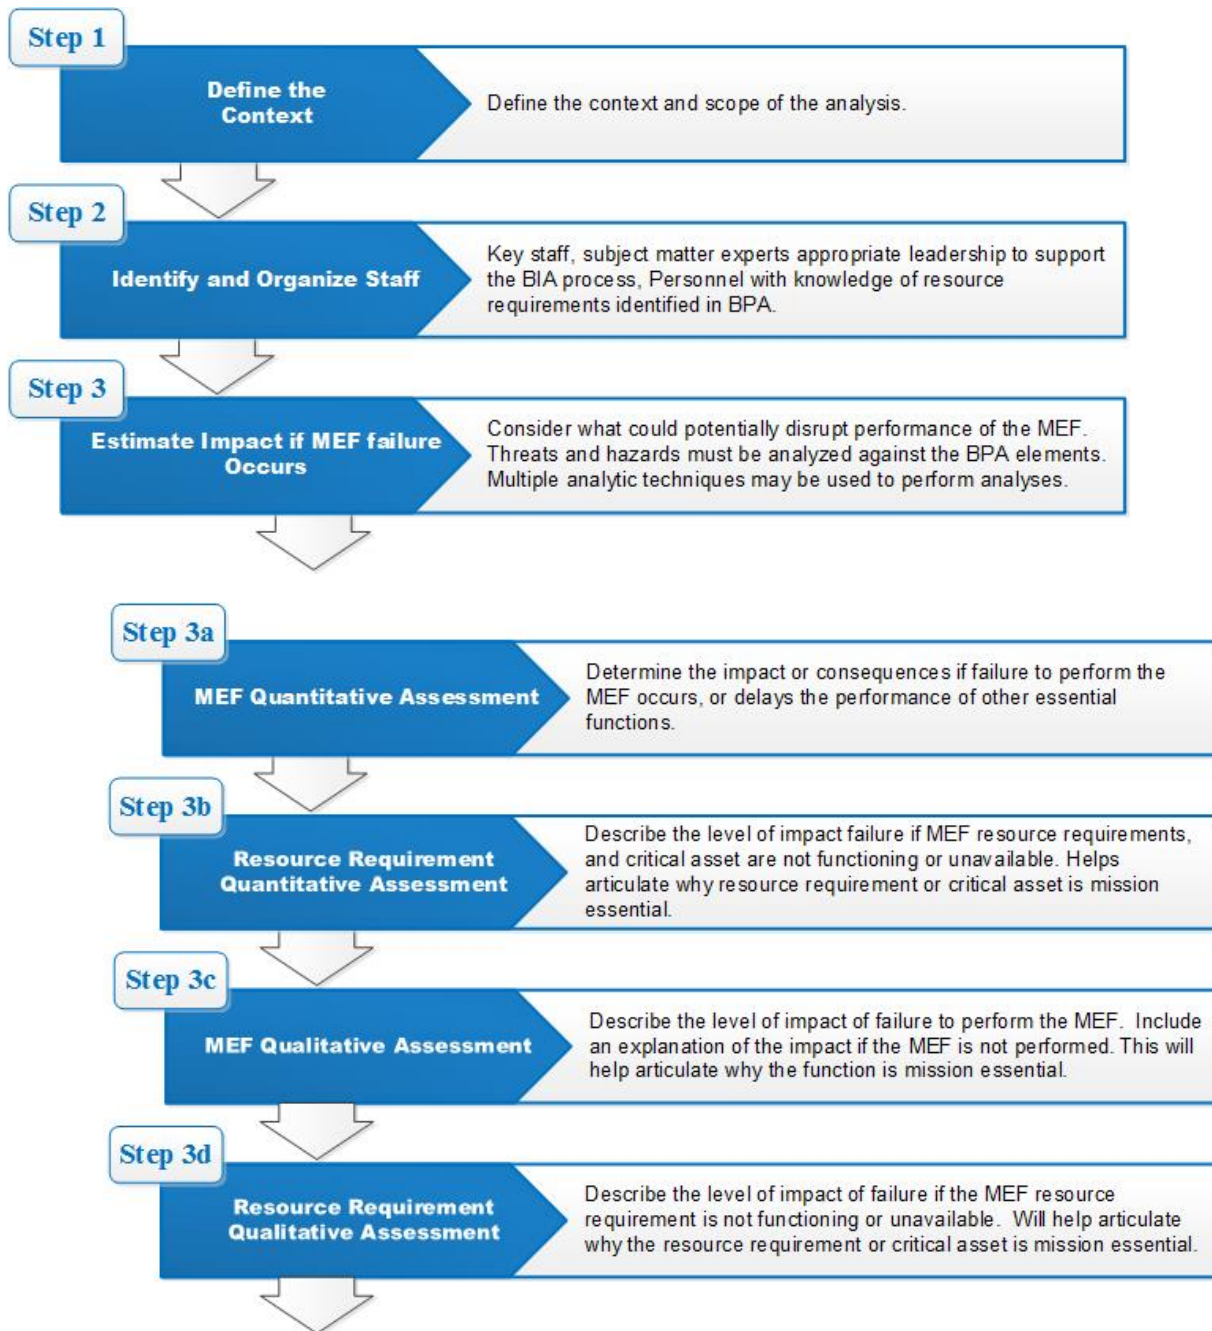 Step 1
Define the
Context
Define the context and scope of the analysis.
Step 2
Identify and Organize Staff
Key staff, subject matter experts appropriate leadership to support
the BIA process, Personnel with knowledge of resource
requirements identified in BPA.
Step 3
Estimate Impact if MEF failure
Occurs
Consider what could potentially disrupt performance of the MEF.
Threats and hazards must be analyzed against the BPA elements.
Multiple analytic techniques may be used to perform analyses.
Step 3a
MEF Quantitative Assessment
Determine the impact or consequences if failure to perform the
MEF occurs, or delays the performance of other essential
functions.
Step 3b
Resource Requirement
Quantitative Assessment
Describe the level of impact failure if MEF resource requirements,
and critical asset are not functioning or unavailable. Helps
articulate why resource requirement or critical asset is mission
essential.
Step 3c
MEF Qualitative Assessment
Describe the level of impact of failure to perform the MEF. Include
an explanation of the impact if the MEF is not performed. This will
help articulate why the function is mission essential.
Step 3d
Resource Requirement
Qualitative Assessment
Describe the level of impact of failure if the MEF resource
requirement is not functioning or unavailable. Will help articulate
why the resource requirement or critical asset is mission essential.